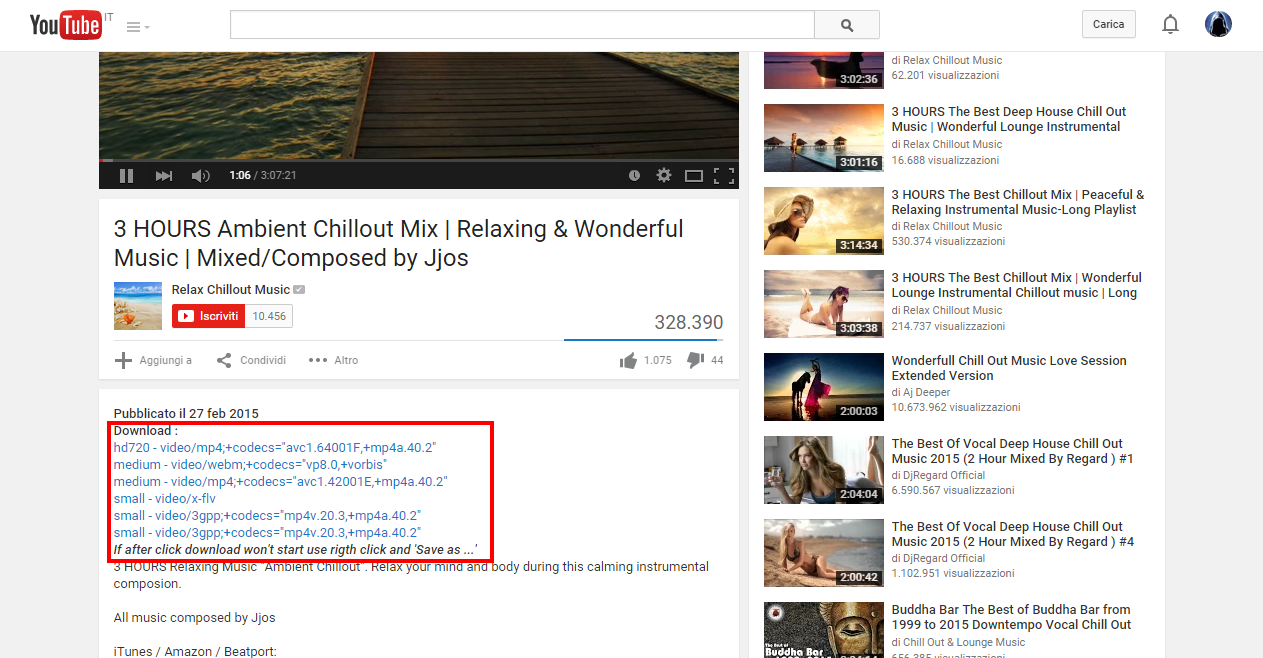 YouTube IT
Carica
1:06 / 3:07:21
3 HOURS Ambient Chillout Mix | Relaxing & Wonderful
Music | Mixed/Composed by Jjos
Relax Chillout Music
Iscriviti 10.456
328.390
Aggiungi a Condividi Altro 1.075 44
Pubblicato il 27 feb 2015
Download :
hd720 - video/mp4;+codecs="avc1.64001F,+mp4a.40.2"
medium - video/webm;+codecs="vp8.0,+vorbis"
medium - video/mp4;+codecs="avc1.42001E,+mp4a.40.2"
small - video/x-flv
small - video/3gpp;+codecs="mp4v.20.3,+mp4a.40.2"
small - video/3gpp;+codecs="mp4v.20.3,+mp4a.40.2"
If after click download won't start use rigth click and 'Save as ...'
3 HOURS Relaxing Music "Ambient Chillout". Relax your mind and body during this calming instrumental
composion.
All music composed by Jjos
iTunes / Amazon / Beatport:
3:02:36
di Relax Chillout Music
62.201 visualizzazioni
3:01:16
3 HOURS The Best Deep House Chill Out
Music | Wonderful Lounge Instrumental
di Relax Chillout Music
16.688 visualizzazioni
3:14:34
3 HOURS The Best Chillout Mix | Peaceful &
Relaxing Instrumental Music-Long Playlist
di Relax Chillout Music
530.374 visualizzazioni
3:03:38
3 HOURS The Best Chillout Mix | Wonderful
Lounge Instrumental Chillout music | Long
di Relax Chillout Music
214.737 visualizzazioni
2:00:03
Wonderfull Chill Out Music Love Session
Extended Version
di Aj Deeper
10.673.962 visualizzazioni
2:04:04
The Best Of Vocal Deep House Chill Out
Music 2015 (2 Hour Mixed By Regard ) #1
di DjRegard Official
6.590.567 visualizzazioni
2:00:42
The Best Of Vocal Deep House Chill Out
Music 2015 (2 Hour Mixed By Regard ) #4
di DjRegard Official
1.102.951 visualizzazioni
The Best of
Buddha Bar
Buddha Bar The Best of Buddha Bar from
1999 to 2015 Downtempo Vocal Chill Out
di Chill Out & Lounge Music
656.385 visualizzazioni